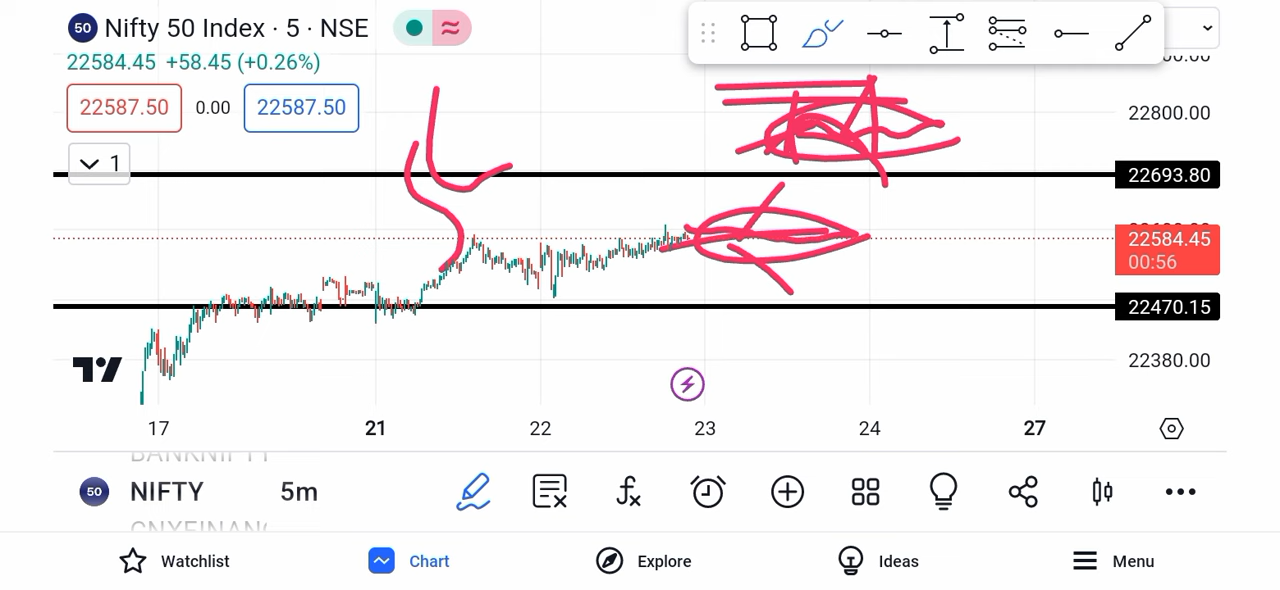 50 Nifty 50 Index · 5 · NSE
22584.45 +58.45 (+0.26%)
22587.50 0.00 22587.50
1
22800.00
22693.80
22584.45
00:56
22470.15
22380.00
17 21 22 23 24 27
BANKNIFTY
50 NIFTY 5m
Watchlist Chart Explore Ideas Menu